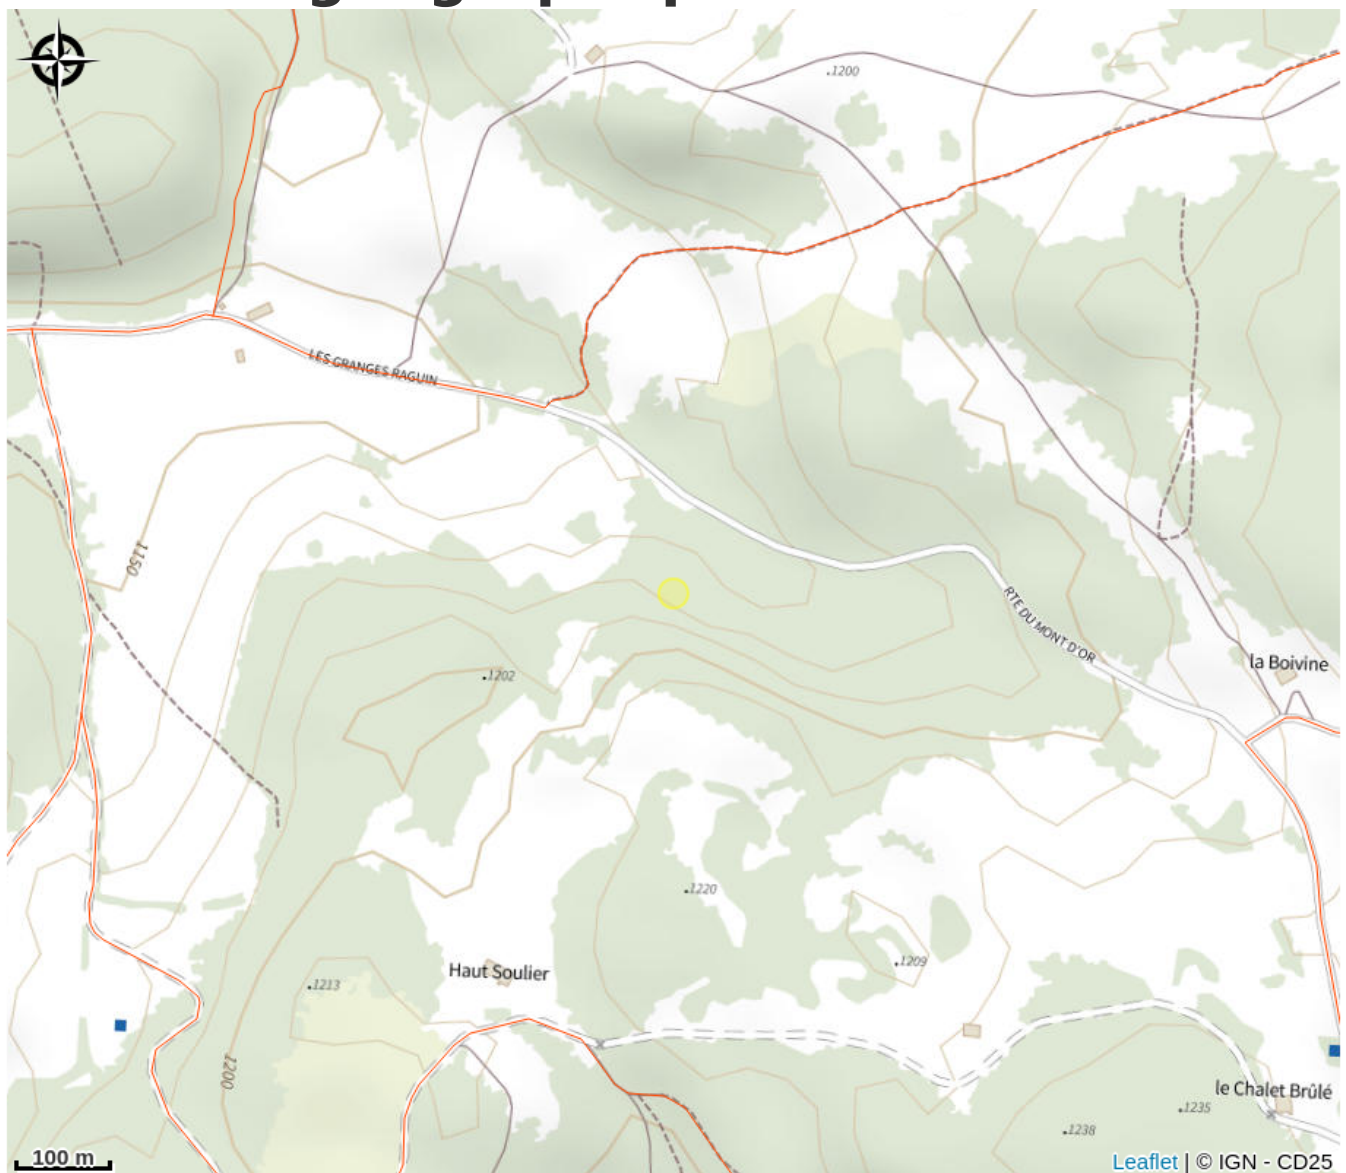 .1200
LES GRANGES RAGUIN
1150
RTE DU MONT D'OR
la Boivine
.1202
.1220
.1209
Haut Soulier
.1213
1200
le Chalet Brûlé
.1235
.1238
100 m
Leaflet | © IGN - CD25